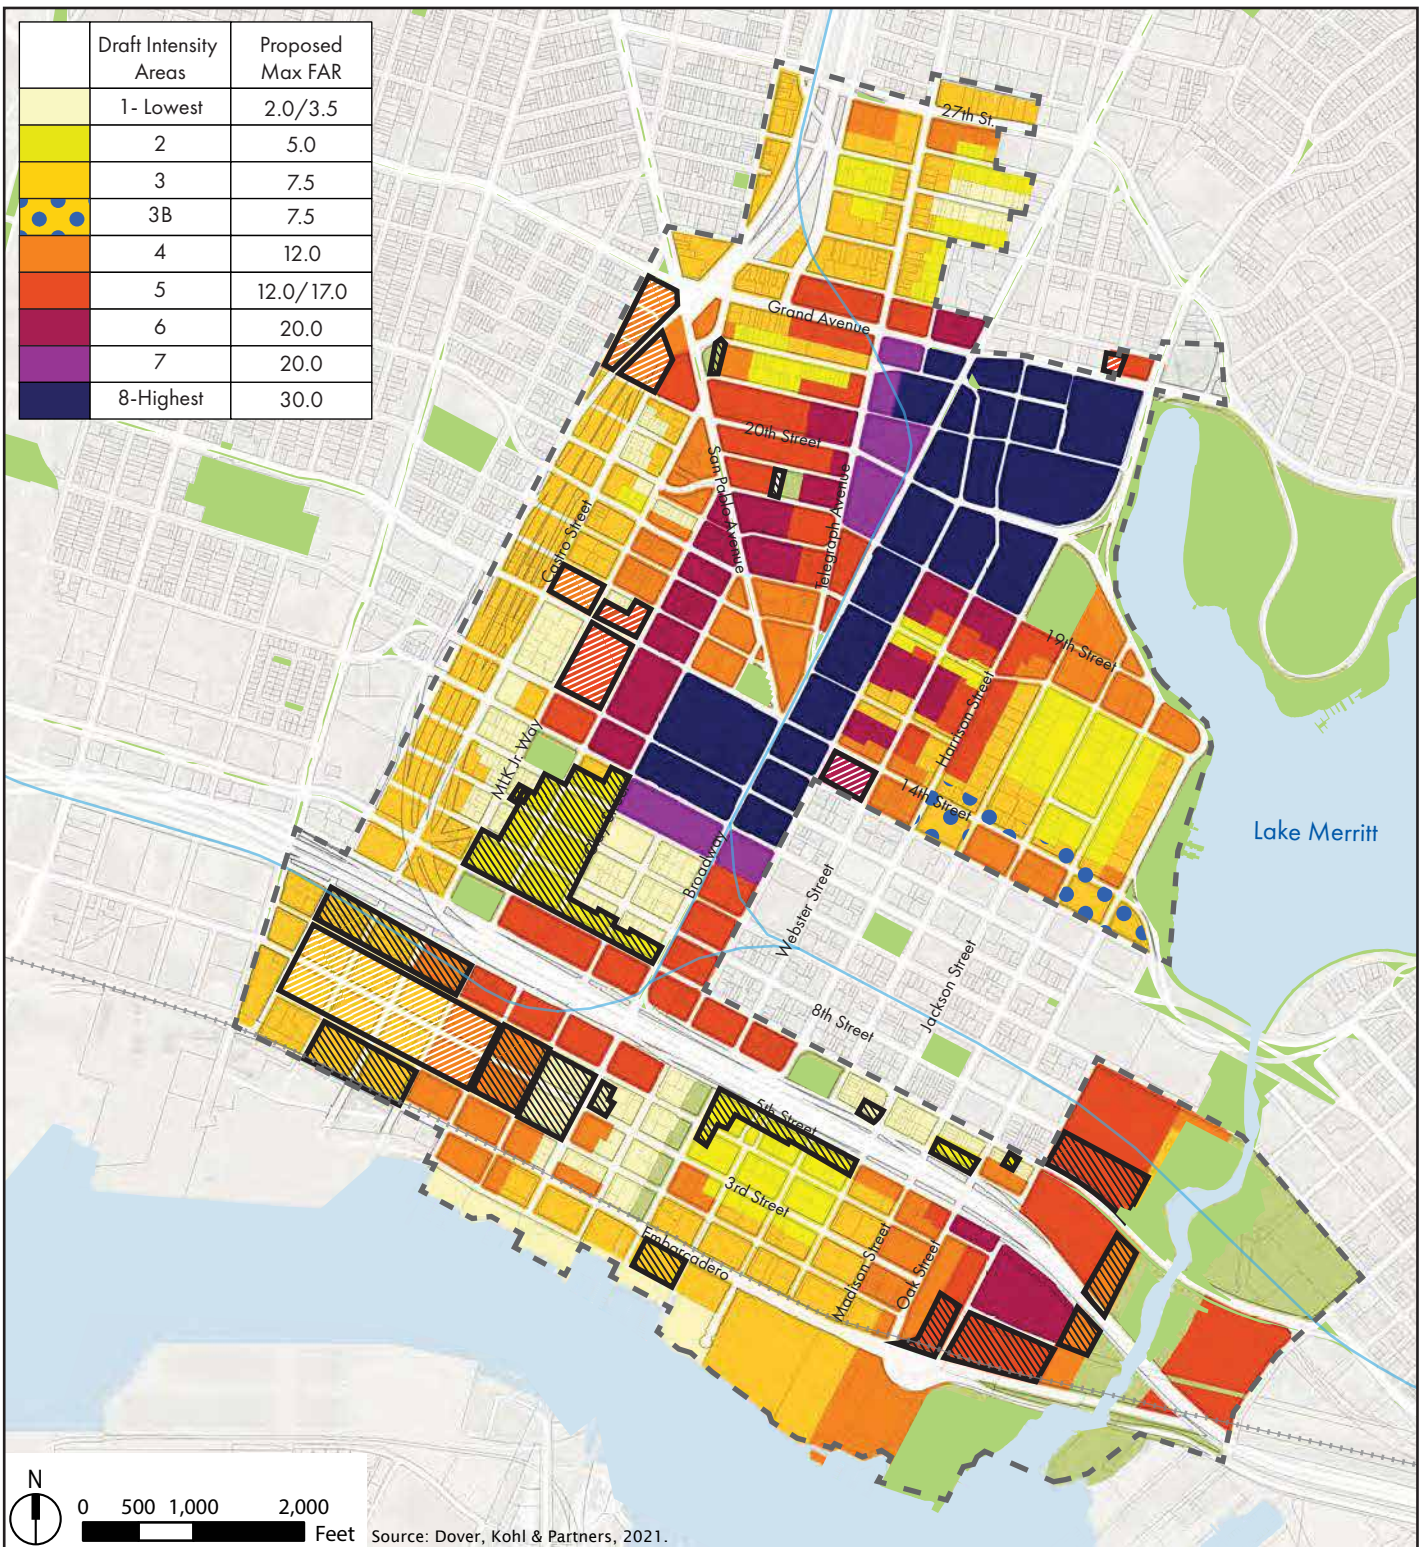 Draft Intensity Areas Proposed Max FAR
1- Lowest 2.0/3.5
2 5.0
3 7.5
3B 7.5
4 12.0
5 12.0/17.0
6 20.0
7 20.0
8-Highest 30.0
27th St.
Grand Avenue
20th Street
San Pablo Avenue
Telegraph Avenue
Castro Street
19th Street
Harrison Street
MLK Jr. Way
14th Street
Lake Merritt
Broadway
Webster Street
Jackson Street
8th Street
5th Street
3rd Street
Embarcadero
Madison Street
Oak Street
N
0 500 1,000 2,000
Feet
Source: Dover, Kohl & Partners, 2021.